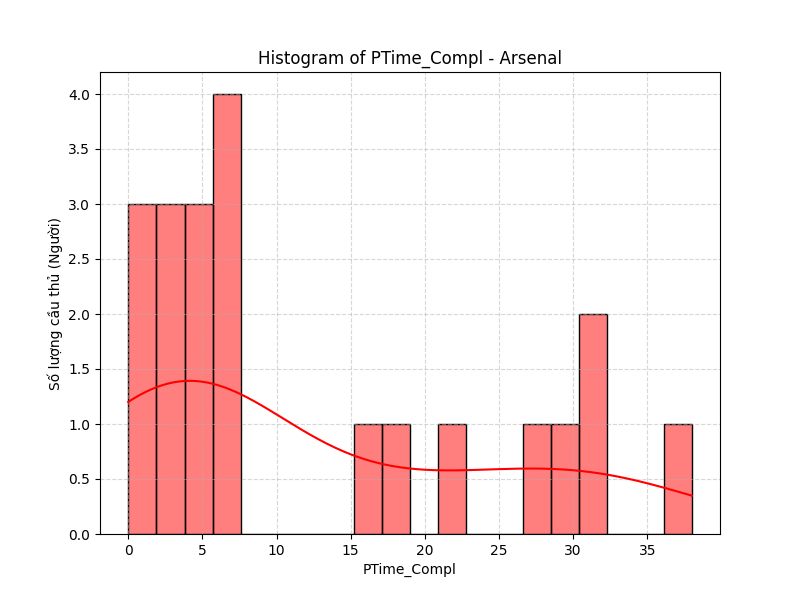 Histogram of PTime_Compl - Arsenal
Số lượng cầu thủ (Người)
4.0
3.5
3.0
2.5
2.0
1.5
1.0
0.5
0.0
0 5 10 15 20 25 30 35
PTime_Compl